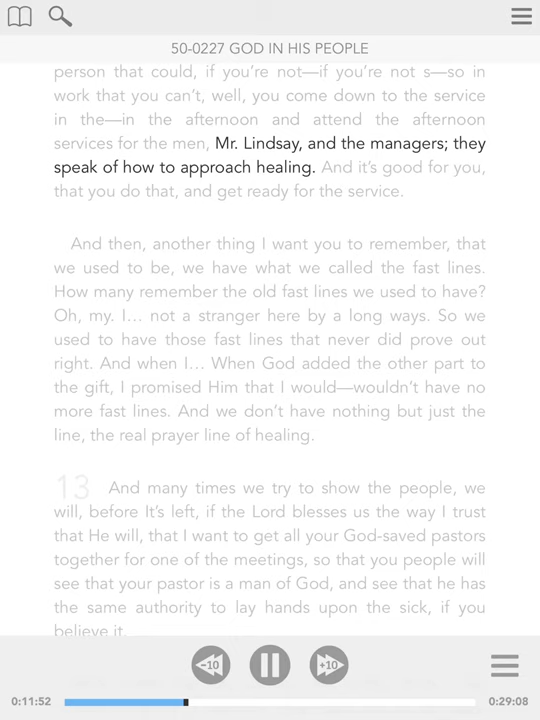 50-0227 GOD IN HIS PEOPLE
person that could, if you're not—if you're not s—so in
work that you can't, well, you come down to the service
in the—in the afternoon and attend the afternoon
services for the men, Mr. Lindsay, and the managers; they
speak of how to approach healing. And it's good for you,
that you do that, and get ready for the service.
And then, another thing I want you to remember, that
we used to be, we have what we called the fast lines.
How many remember the old fast lines we used to have?
Oh, my. I… not a stranger here by a long ways. So we
used to have those fast lines that never did prove out
right. And when I… When God added the other part to
the gift, I promised Him that I would—wouldn't have no
more fast lines. And we don't have nothing but just the
line, the real prayer line of healing.
13 And many times we try to show the people, we
will, before It's left, if the Lord blesses us the way I trust
that He will, that I want to get all your God-saved pastors
together for one of the meetings, so that you people will
see that your pastor is a man of God, and see that he has
the same authority to lay hands upon the sick, if you
believe it.
-10 +10
0:11:52 0:29:08